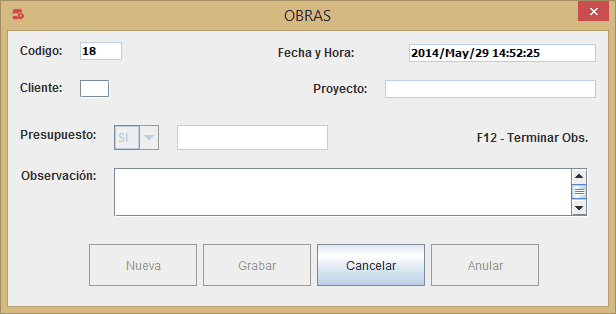 OBRAS
Codigo: 18 Fecha y Hora: 2014/May/29 14:52:25
Cliente: Proyecto:
Presupuesto: SI F12 - Terminar Obs.
Observación:
Nueva Grabar Cancelar Anular